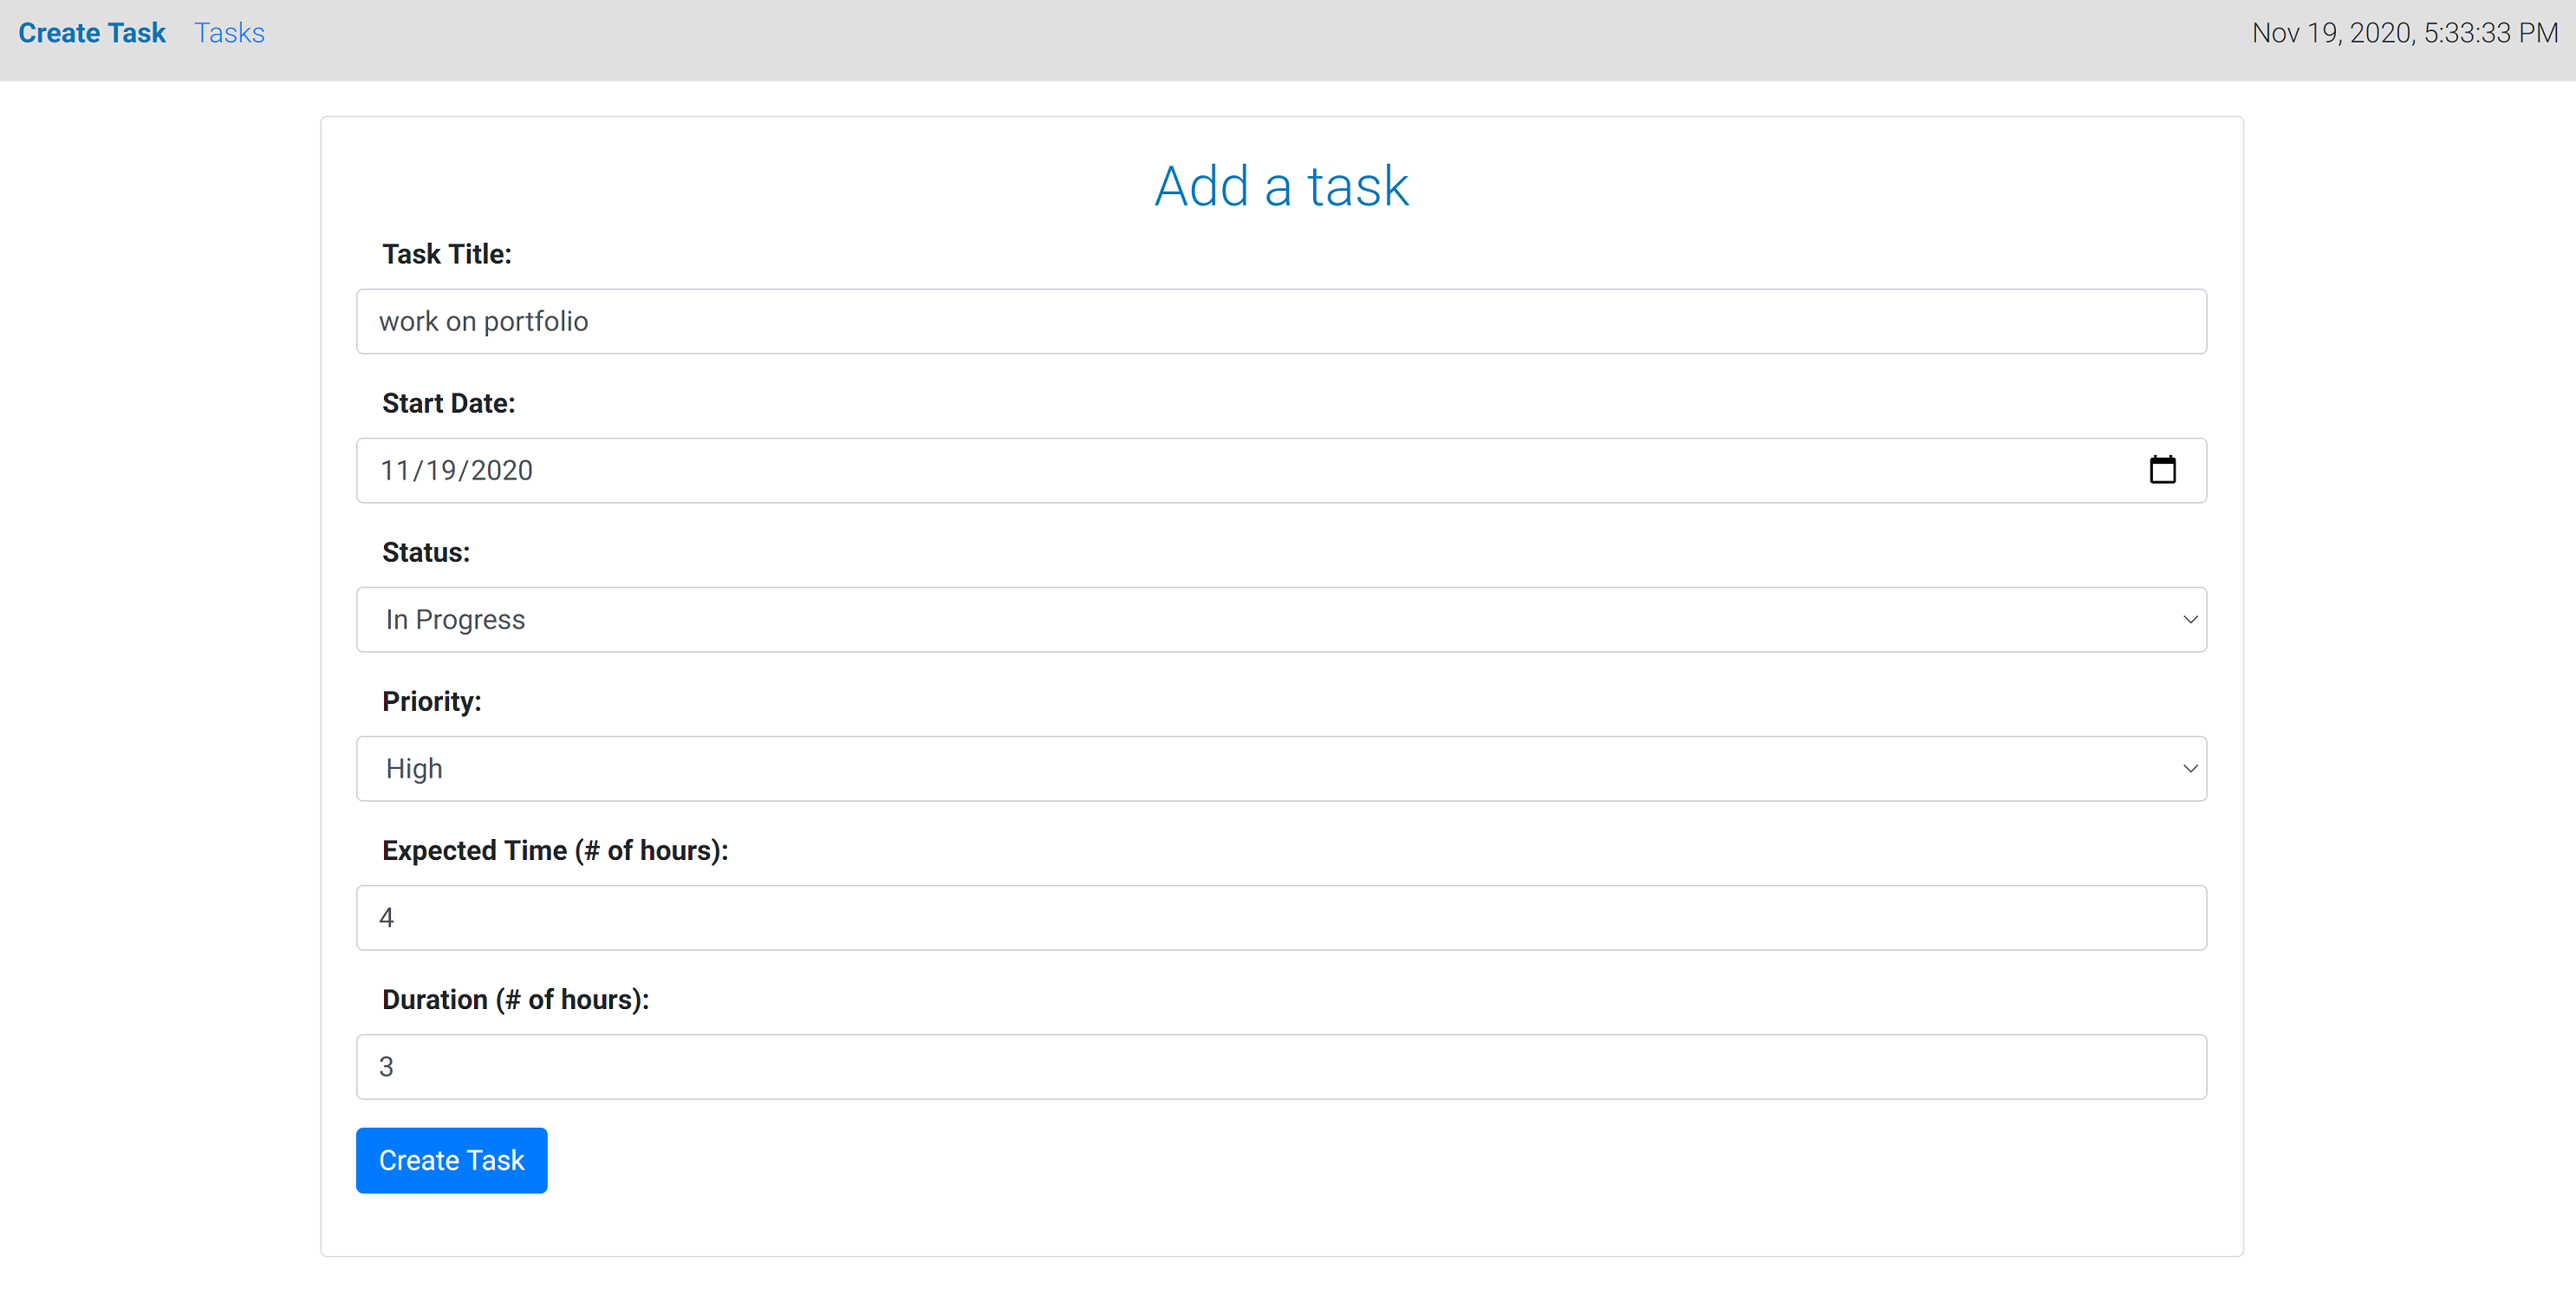 Create Task Tasks Nov 19, 2020, 5:33:33 PM
Add a task
Task Title:
work on portfolio
Start Date:
11/19/2020
Status:
In Progress
Priority:
High
Expected Time (# of hours):
4
Duration (# of hours):
3
Create Task